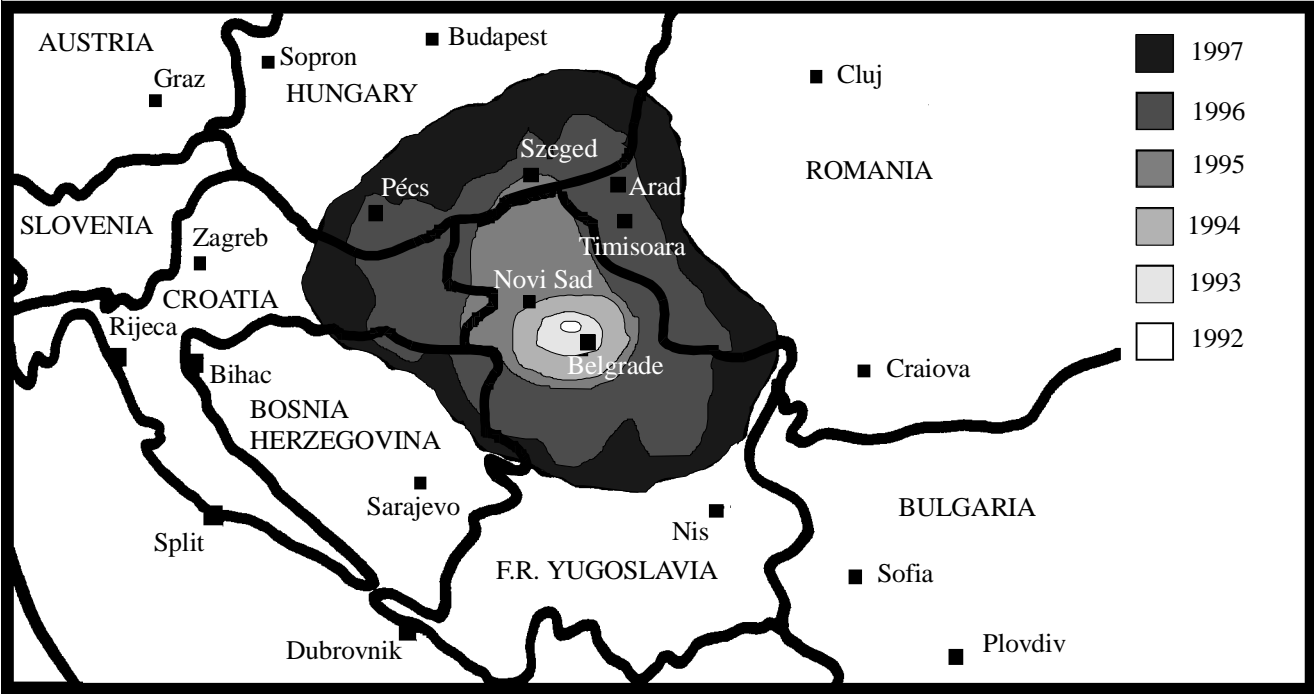 AUSTRIA
Sopron
Budapest
Graz
HUNGARY
Cluj
1997
1996
Szeged
1995
ROMANIA
Pécs
Arad
SLOVENIA
Zagreb
Timisoara
1994
CROATIA
Novi Sad
1993
Rijeca
1992
Bihac
Belgrade
Craiova
BOSNIA
HERZEGOVINA
Sarajevo
BULGARIA
Split
Nis
F.R. YUGOSLAVIA
Sofia
Dubrovnik
Plovdiv